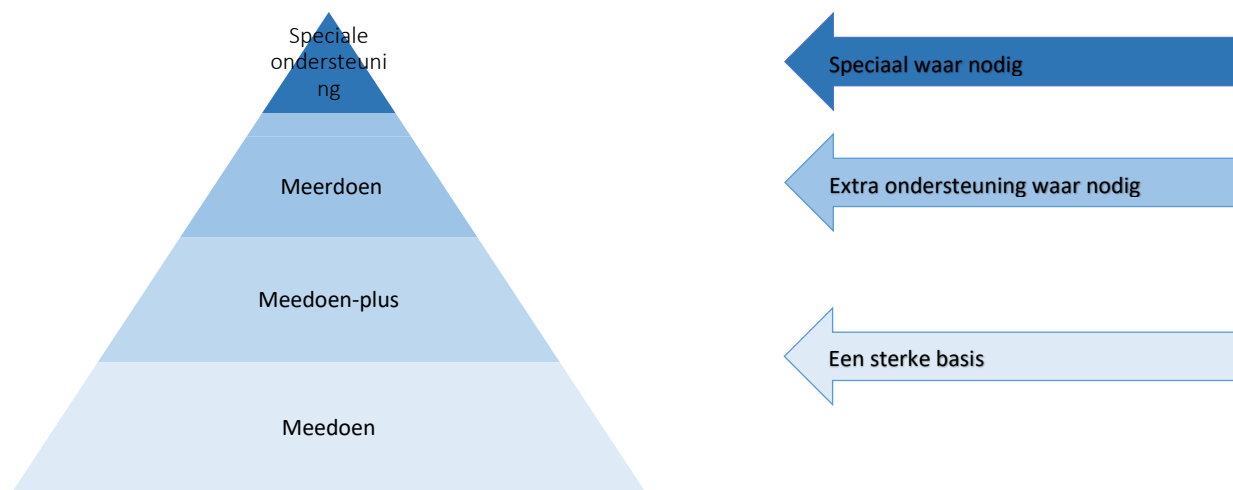 Speciale
ondersteuni
ng
Meerdoen
Meedoen-plus
Meedoen
Speciaal waar nodig
Extra ondersteuning waar nodig
Een sterke basis